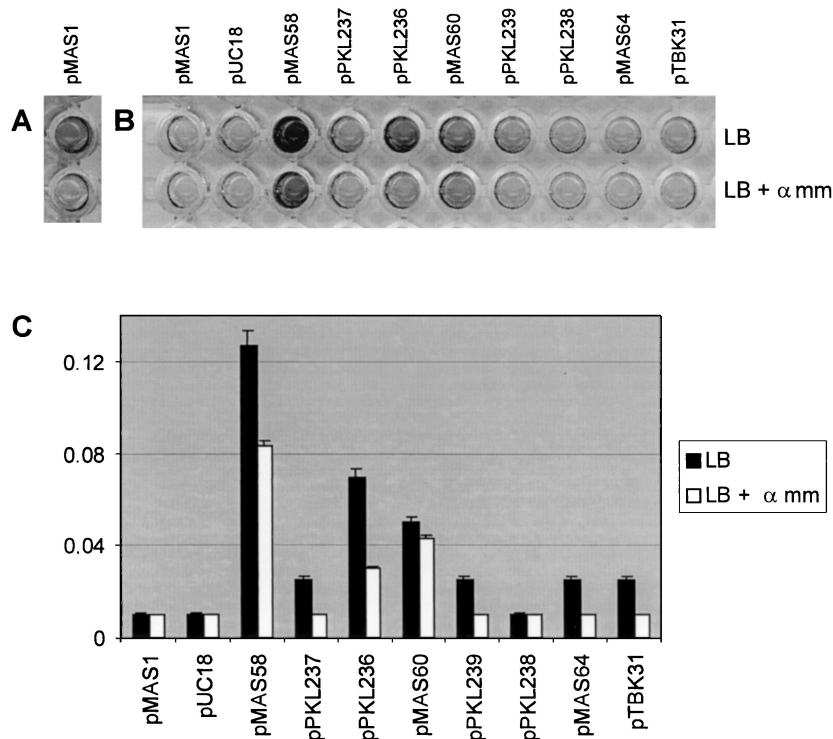 pMAS1
pMAS1
pUC18
pMAS58
pPKL237
pPKL236
pMAS60
pPKL239
pPKL238
pMAS64
pTBK31
A
B
LB
LB + α mm
C
0.12
0.08
0.04
0
LB
LB + α mm
pMAS1
pUC18
pMAS58
pPKL237
pPKL236
pMAS60
pPKL239
pPKL238
pMAS64
pTBK31